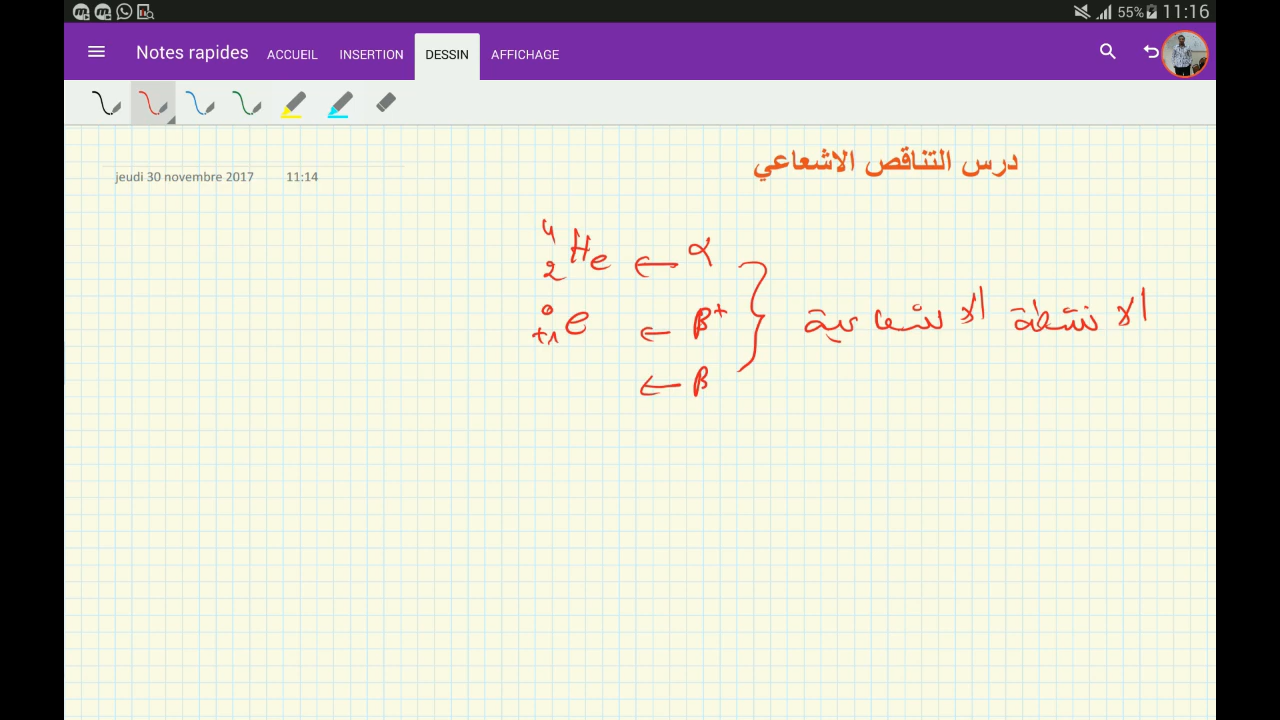 55% 11:16
Notes rapides ACCUEIL INSERTION DESSIN AFFICHAGE
درس التناقص الاشعاعي
jeudi 30 novembre 2017 11:14
الانشطة الاشعاعية
α → ⁴₂He
β⁺ → ⁰₊₁e
β →